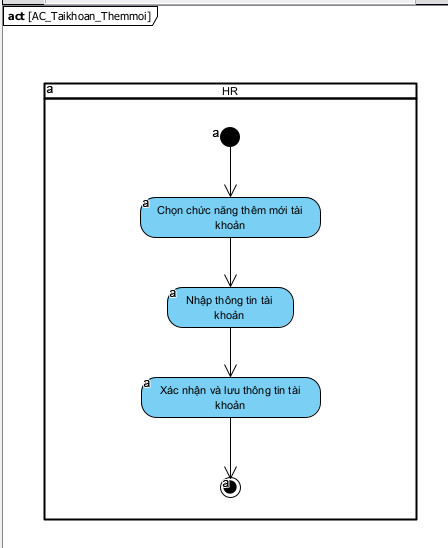 act [AC_Taikhoan_Themmoi]
a
HR
a
a
Chọn chức năng thêm mới tài
khoản
a
Nhập thông tin tài
khoản
a
Xác nhận và lưu thông tin tài
khoản
a